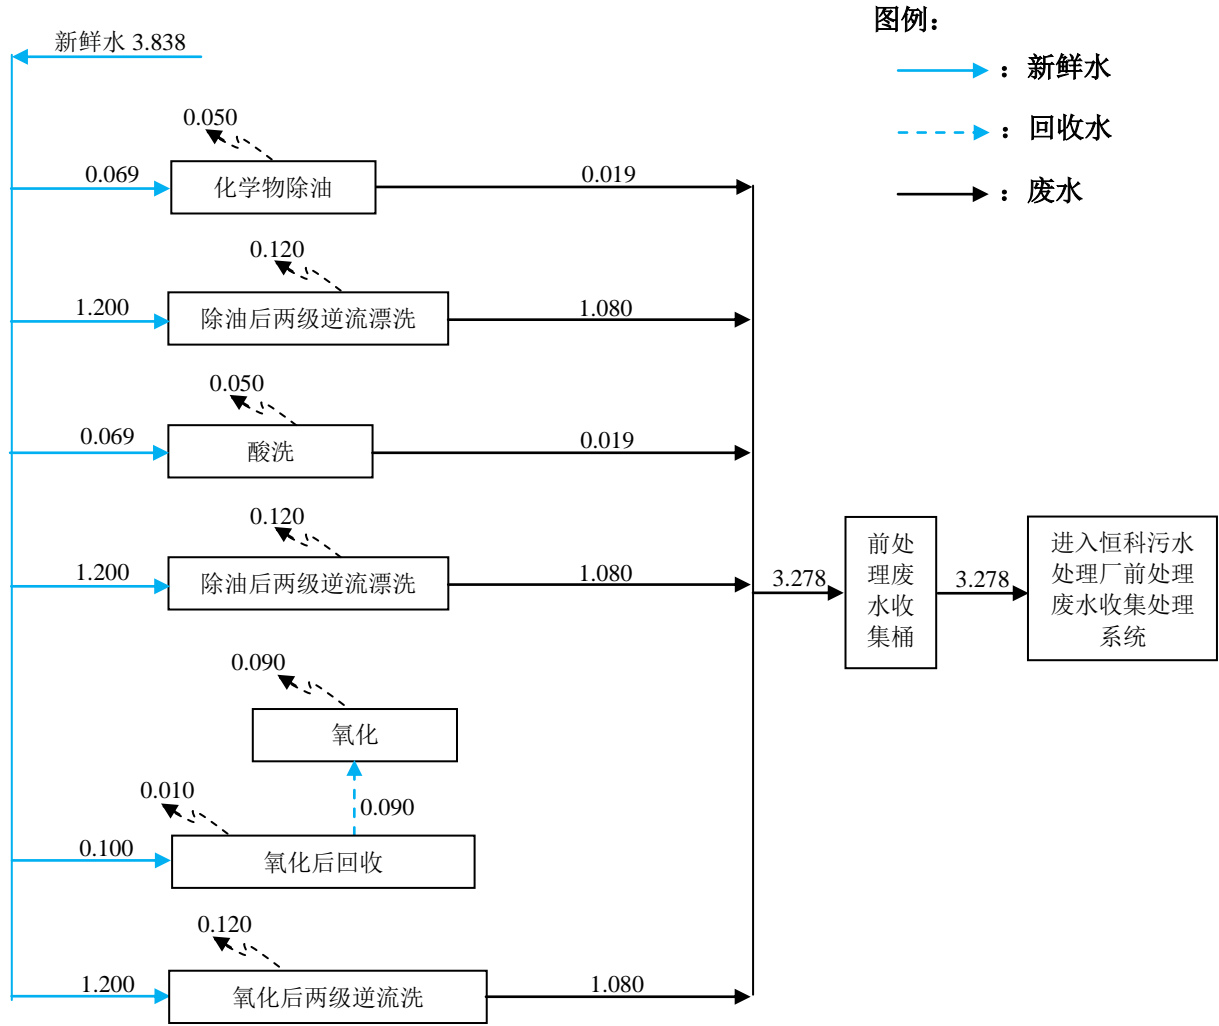 图例：
新鲜水 3.838
：新鲜水
：回收水
：废水
0.050
0.069
化学物除油
0.019
0.120
1.200
除油后两级逆流漂洗
1.080
0.050
0.069
酸洗
0.019
0.120
1.200
除油后两级逆流漂洗
1.080
3.278
前处
理废
水收
集桶
3.278
进入恒科污水
处理厂前处理
废水收集处理
系统
0.090
氧化
0.010
0.090
0.100
氧化后回收
0.120
1.200
氧化后两级逆流洗
1.080